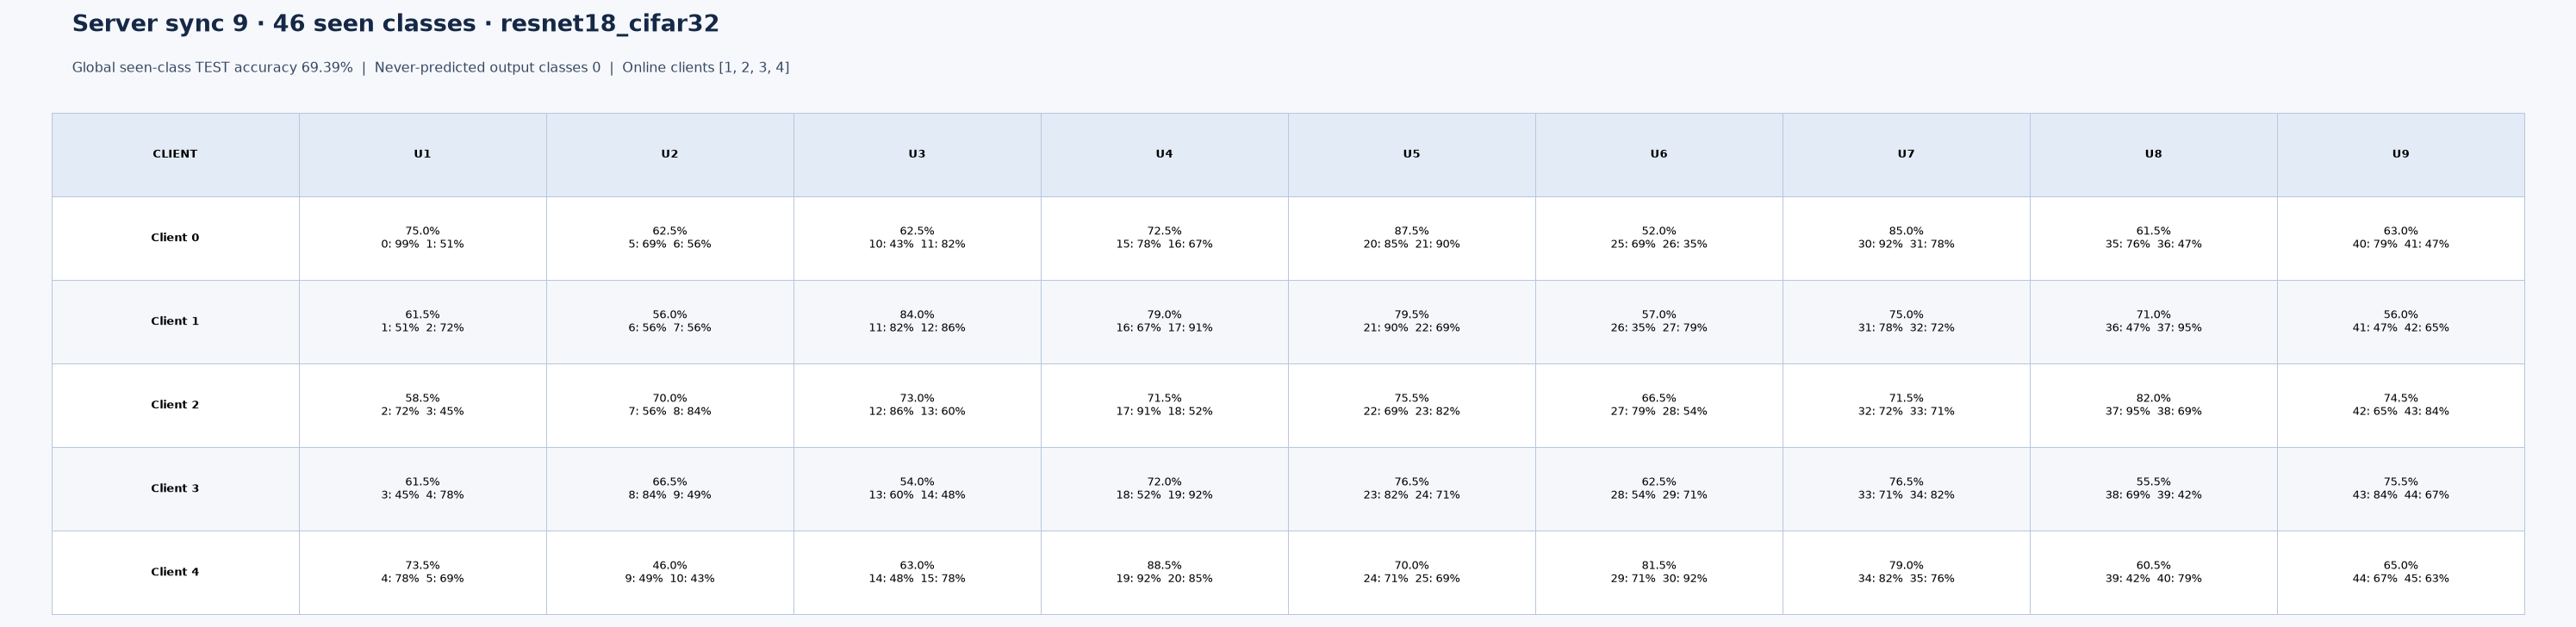 Server sync 9 · 46 seen classes · resnet18_cifar32
Global seen-class TEST accuracy 69.39% | Never-predicted output classes 0 | Online clients [1, 2, 3, 4]
CLIENT U1 U2 U3 U4 U5 U6 U7 U8 U9
Client 0
75.0%
0: 99% 1: 51%
62.5%
5: 69% 6: 56%
62.5%
10: 43% 11: 82%
72.5%
15: 78% 16: 67%
87.5%
20: 85% 21: 90%
52.0%
25: 69% 26: 35%
85.0%
30: 92% 31: 78%
61.5%
35: 76% 36: 47%
63.0%
40: 79% 41: 47%
Client 1
61.5%
1: 51% 2: 72%
56.0%
6: 56% 7: 56%
84.0%
11: 82% 12: 86%
79.0%
16: 67% 17: 91%
79.5%
21: 90% 22: 69%
57.0%
26: 35% 27: 79%
75.0%
31: 78% 32: 72%
71.0%
36: 47% 37: 95%
56.0%
41: 47% 42: 65%
Client 2
58.5%
2: 72% 3: 45%
70.0%
7: 56% 8: 84%
73.0%
12: 86% 13: 60%
71.5%
17: 91% 18: 52%
75.5%
22: 69% 23: 82%
66.5%
27: 79% 28: 54%
71.5%
32: 72% 33: 71%
82.0%
37: 95% 38: 69%
74.5%
42: 65% 43: 84%
Client 3
61.5%
3: 45% 4: 78%
66.5%
8: 84% 9: 49%
54.0%
13: 60% 14: 48%
72.0%
18: 52% 19: 92%
76.5%
23: 82% 24: 71%
62.5%
28: 54% 29: 71%
76.5%
33: 71% 34: 82%
55.5%
38: 69% 39: 42%
75.5%
43: 84% 44: 67%
Client 4
73.5%
4: 78% 5: 69%
46.0%
9: 49% 10: 43%
63.0%
14: 48% 15: 78%
88.5%
19: 92% 20: 85%
70.0%
24: 71% 25: 69%
81.5%
29: 71% 30: 92%
79.0%
34: 82% 35: 76%
60.5%
39: 42% 40: 79%
65.0%
44: 67% 45: 63%